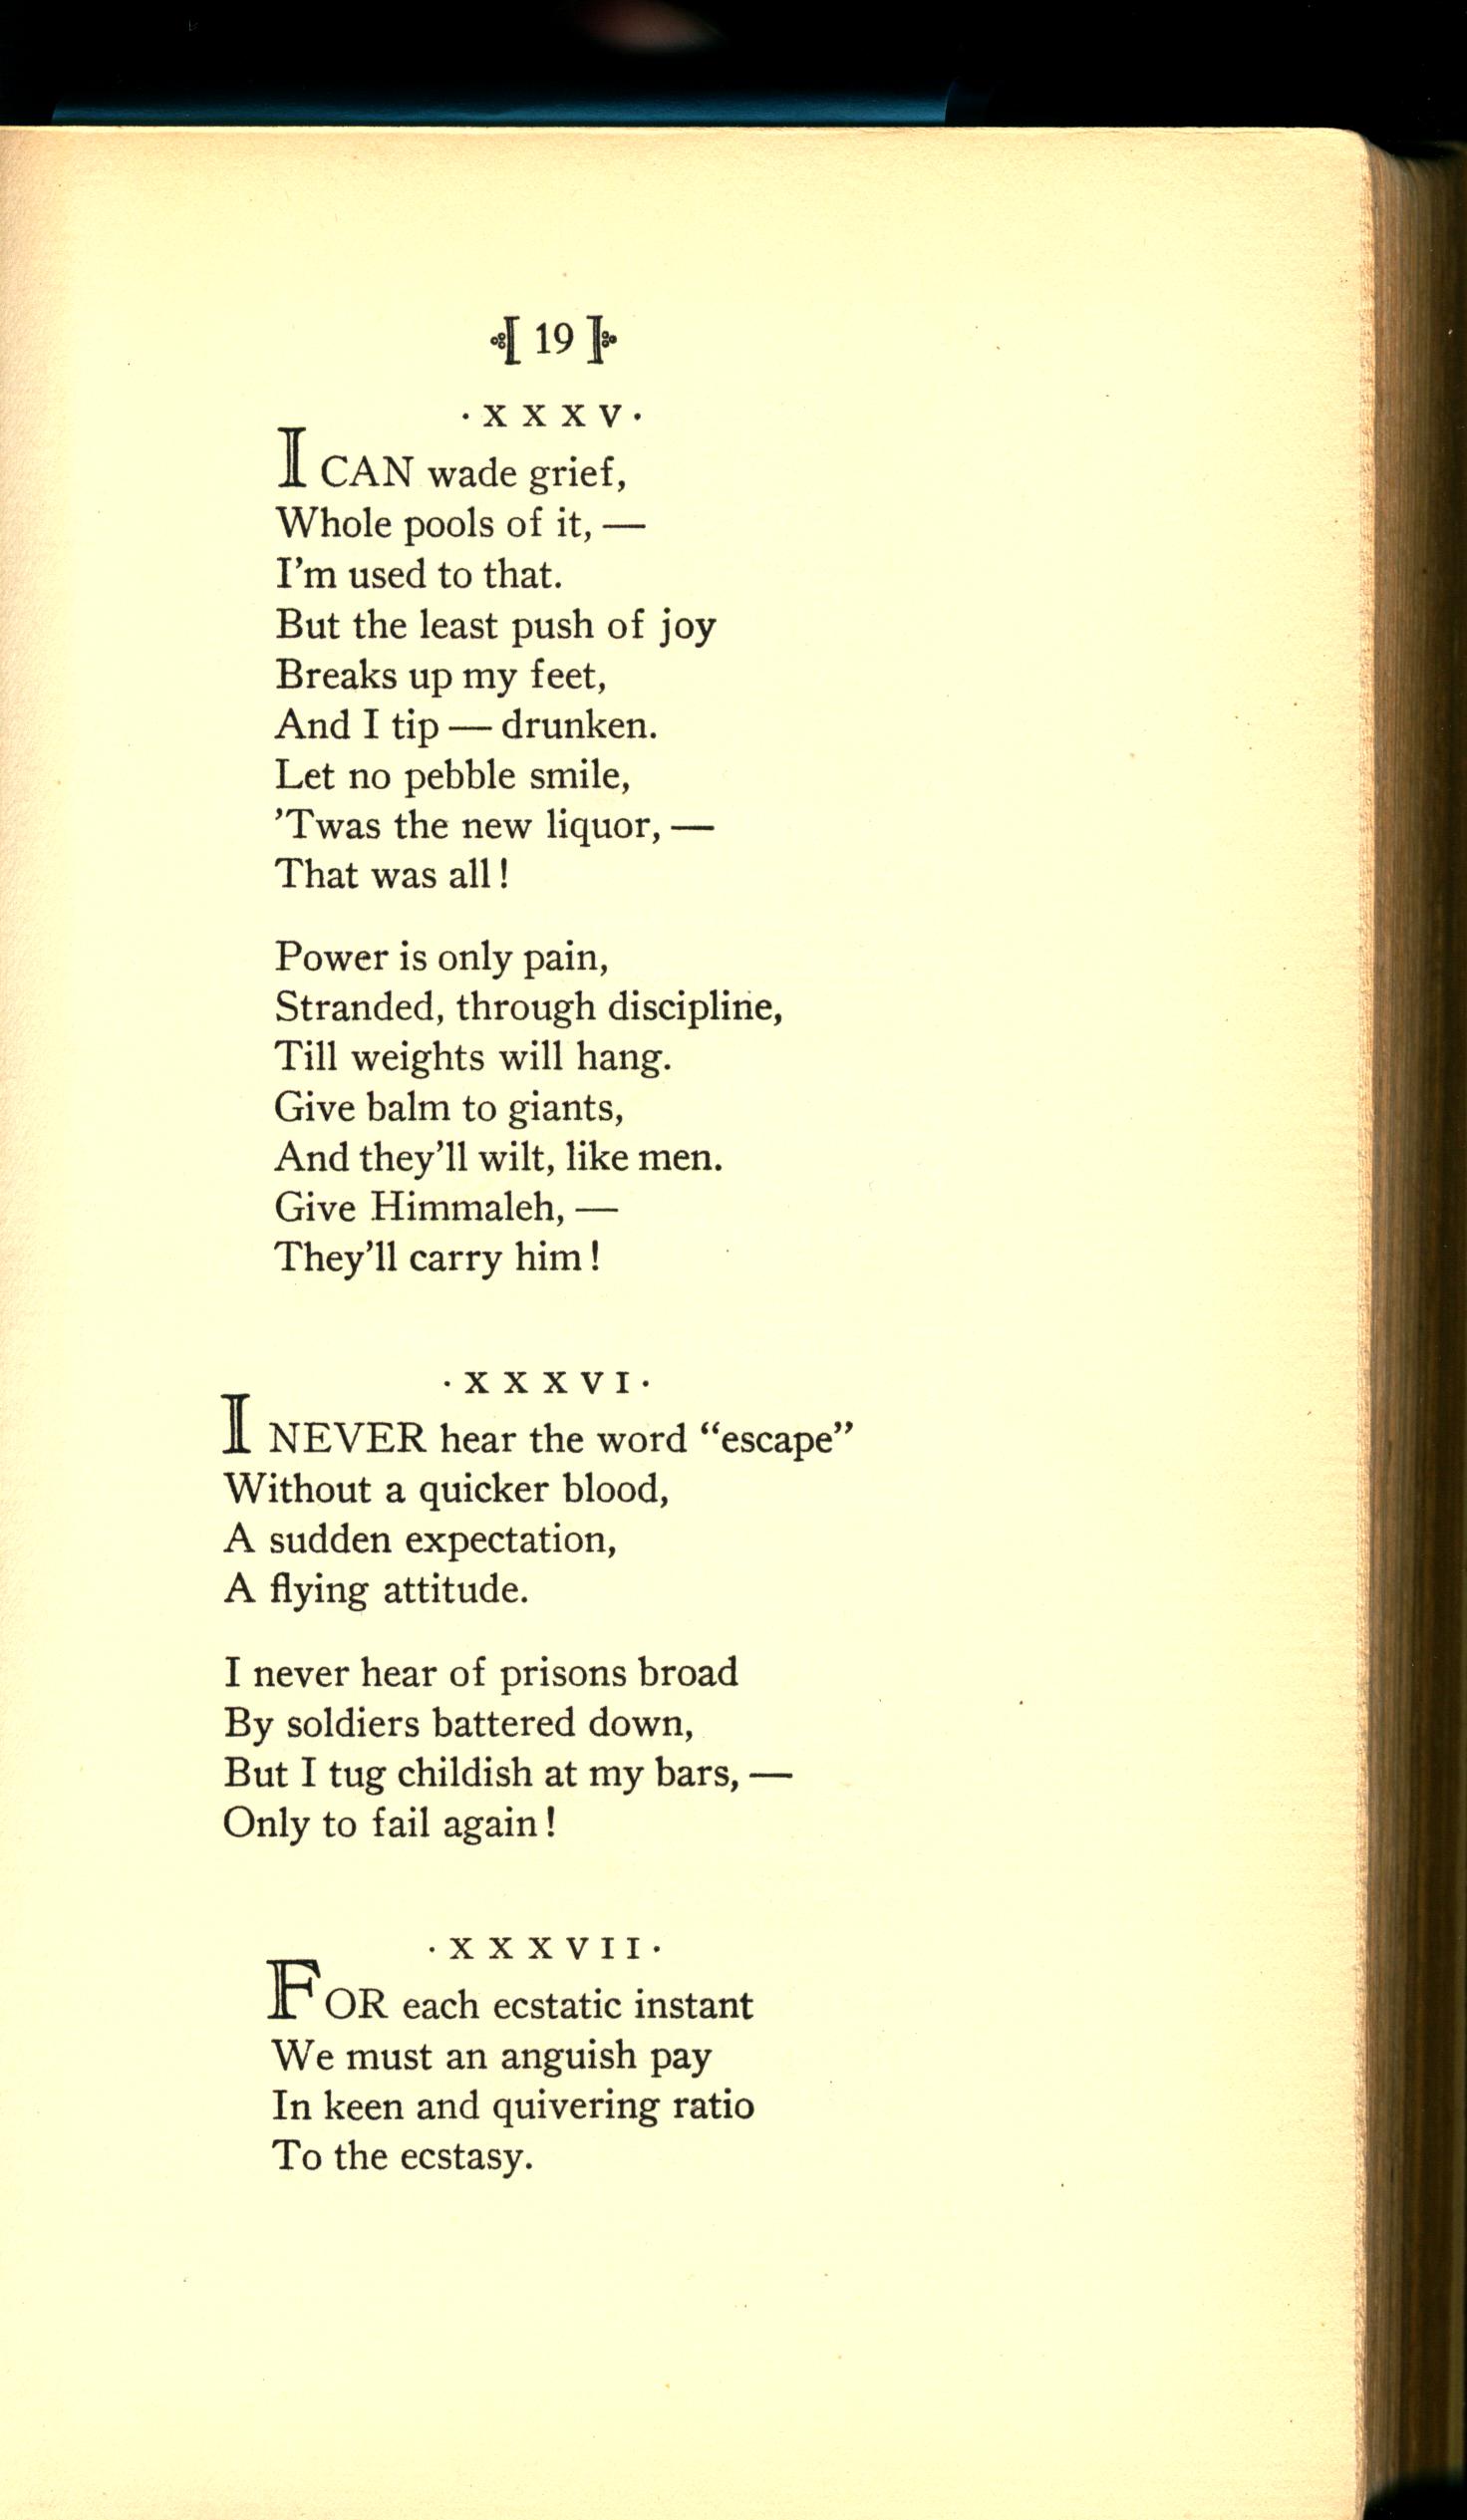 19
·XXXV·
I CAN wade grief,
Whole pools of it, —
I'm used to that.
But the least push of joy
Breaks up my feet,
And I tip — drunken.
Let no pebble smile,
'Twas the new liquor, —
That was all!
Power is only pain,
Stranded, through discipline,
Till weights will hang.
Give balm to giants,
And they'll wilt, like men.
Give Himmaleh, —
They'll carry him!
·XXXVI·
I NEVER hear the word “escape”
Without a quicker blood,
A sudden expectation,
A flying attitude.
I never hear of prisons broad
By soldiers battered down,
But I tug childish at my bars, —
Only to fail again!
·XXXVII·
FOR each ecstatic instant
We must an anguish pay
In keen and quivering ratio
To the ecstasy.